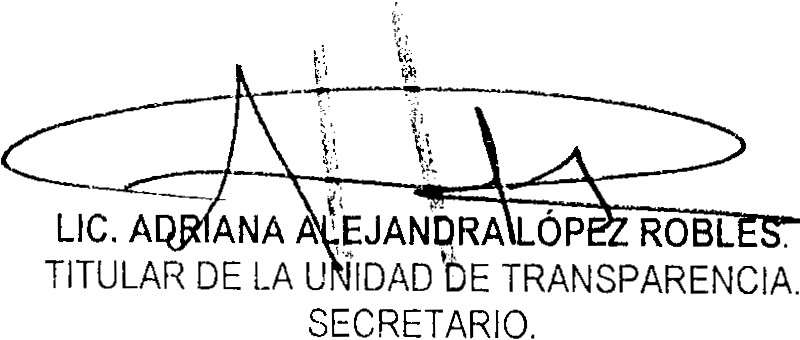 LIC. ADRIANA ALEJANDRA LÓPEZ ROBLES.
TITULAR DE LA UNIDAD DE TRANSPARENCIA.
SECRETARIO.